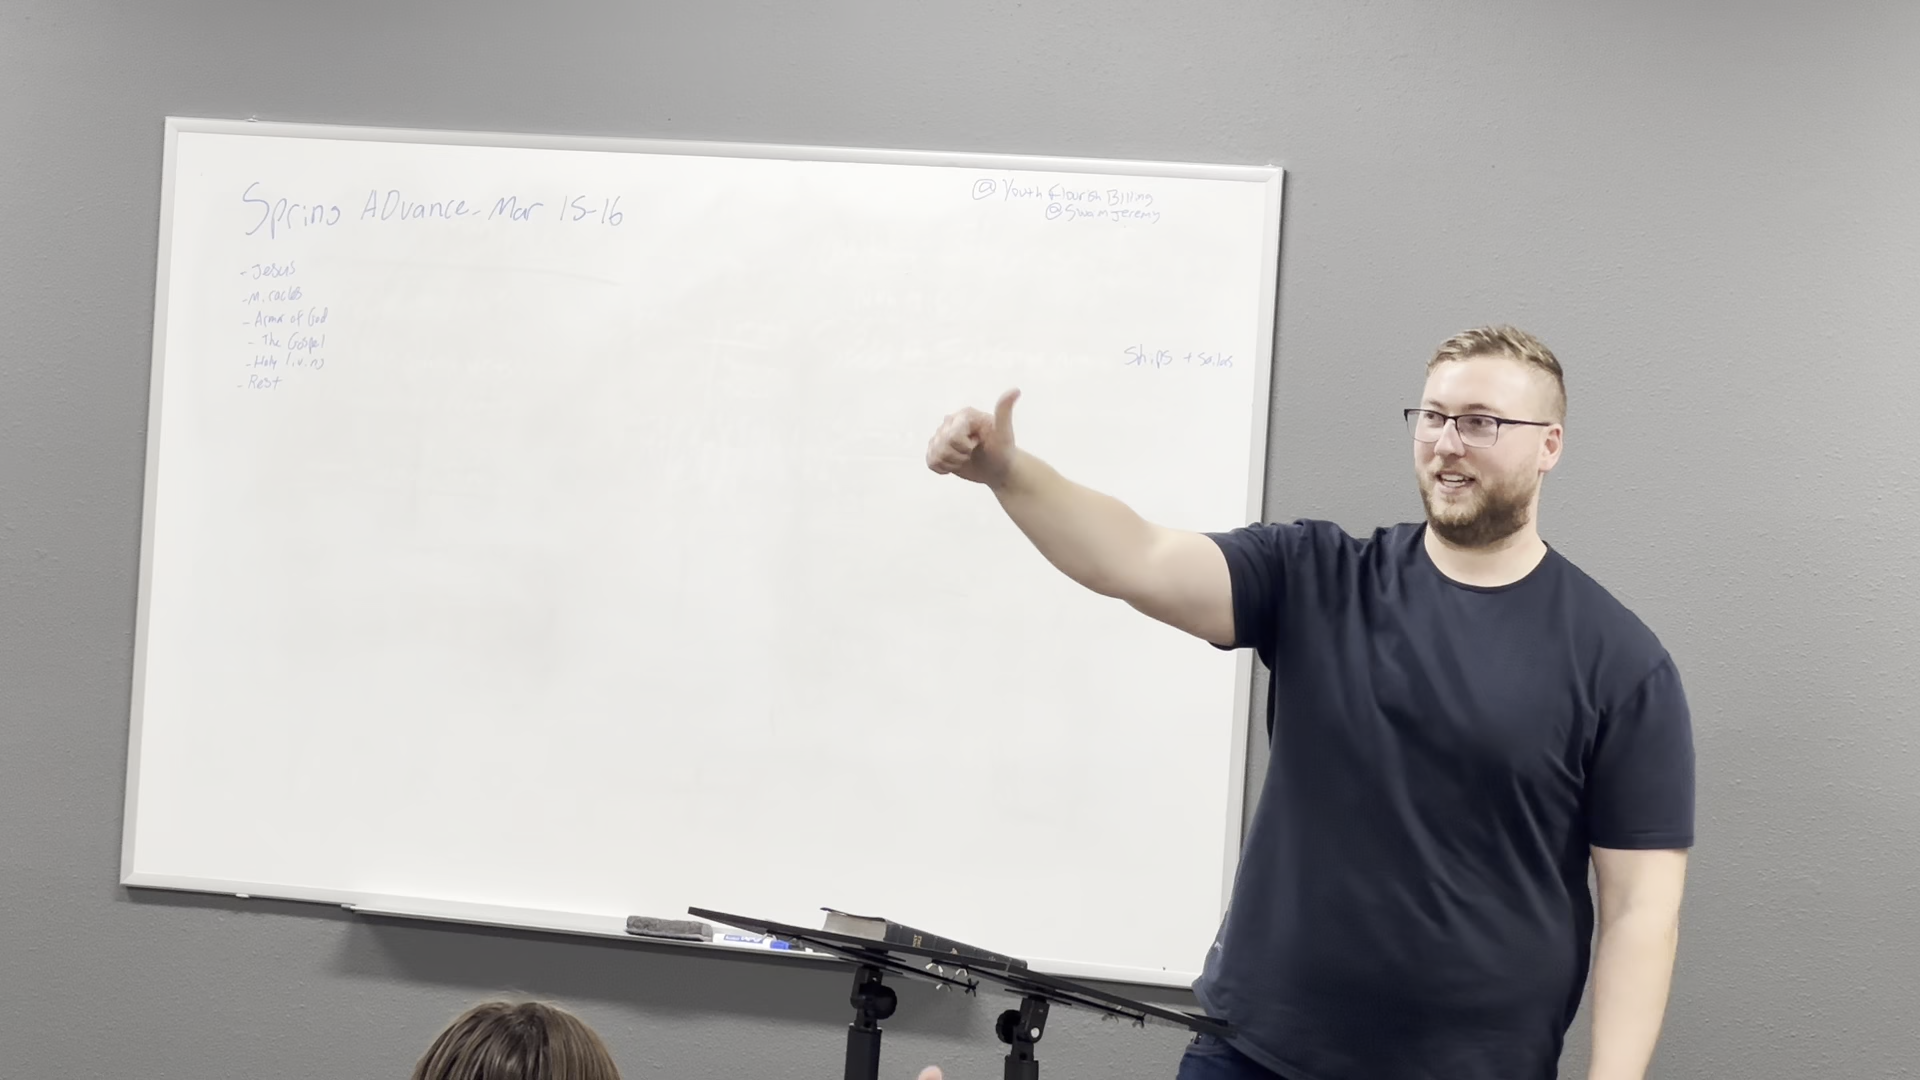 Spring ADvance - Mar 15-16
- Jesus
- Miracles
- Armor of God
- The Gospel
- Holy living
- Rest
@ Youth Flourish Billing
@SwamJeremy
Ships + Sailors